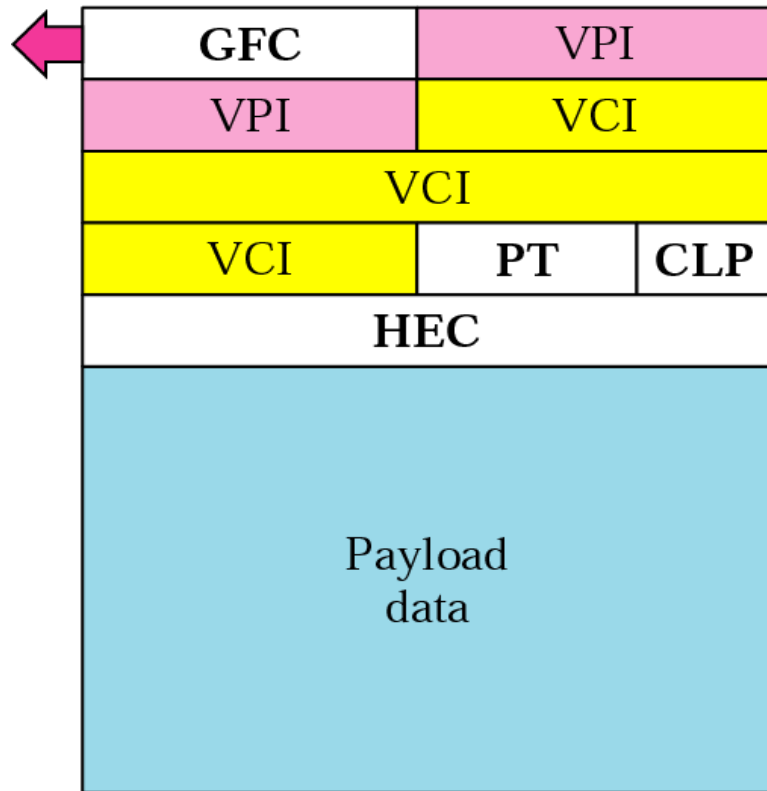 GFC VPI
VPI VCI
VCI
VCI PT CLP
HEC
Payload
data